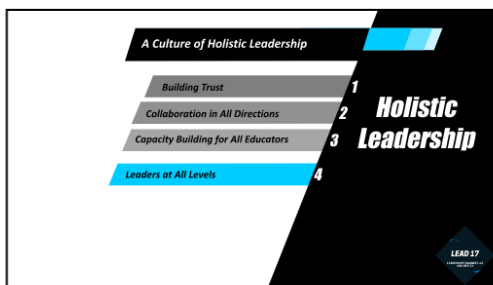 A Culture of Holistic Leadership
Building Trust 1
Collaboration in All Directions 2
Capacity Building for All Educators 3
Leaders at All Levels 4
Holistic
Leadership
LEAD 17